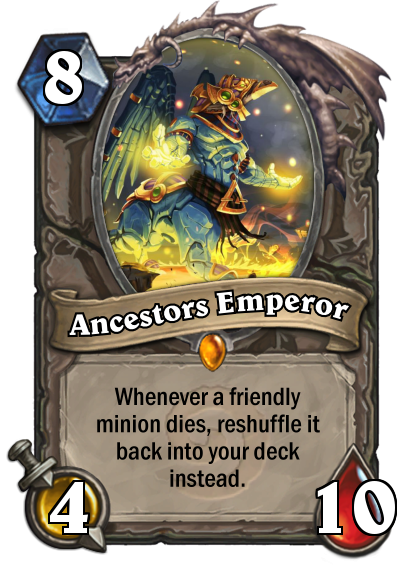 8
Ancestors Emperor
Whenever a friendly
minion dies, reshuffle it
back into your deck
instead.
4
10